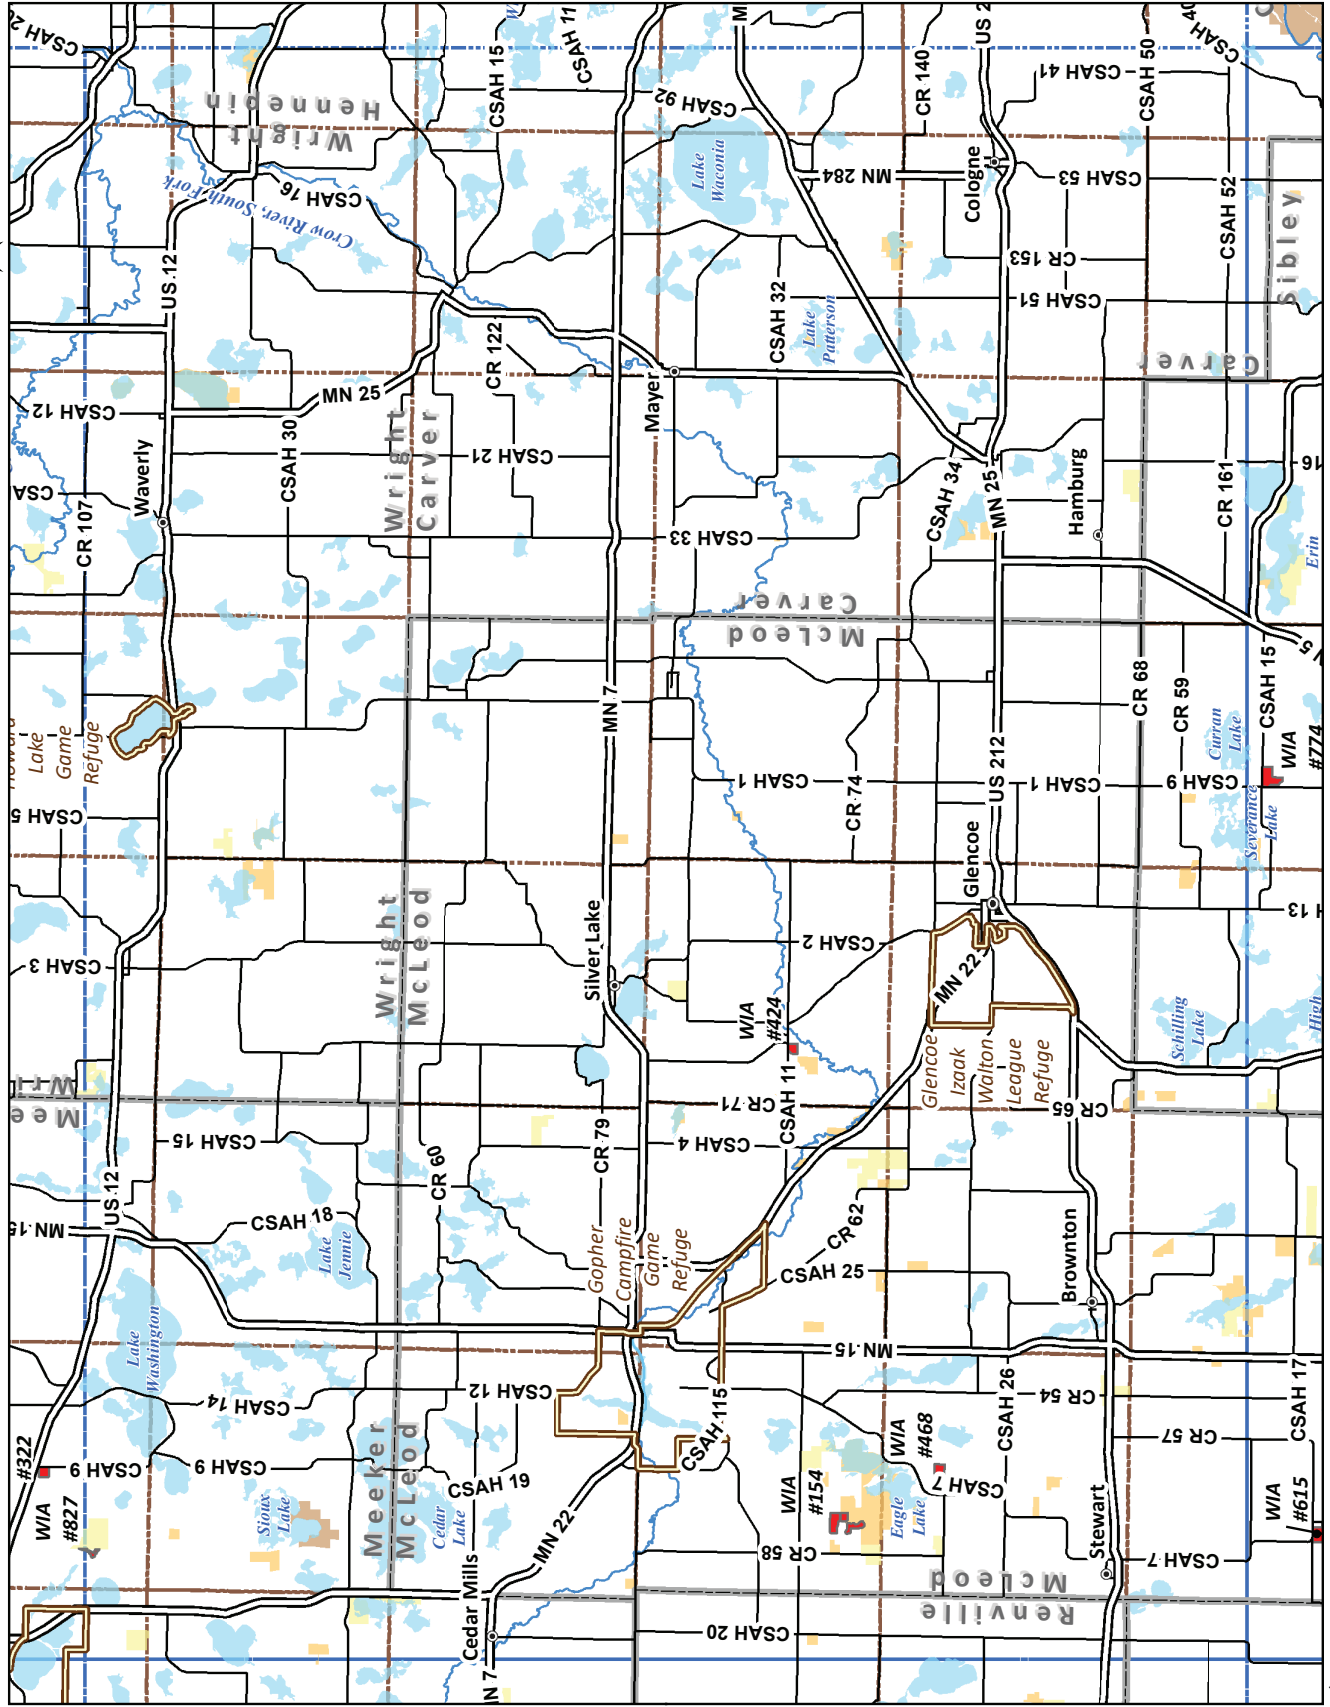 CSAH 15
CSAH 11
US 2
CSAH 50
CSAH
CR 140
CSAH 41
CSAH 92
Hennepin
Wright
CSAH 16
Crow River, South Fork
Lake
Waconia
MN 284
Cologne
CSAH 53
CSAH 52
Sibley
US 12
CR 153
CSAH 51
CSAH 32
Lake
Patterson
CR 122
Carver
CSAH 12
MN 25
Mayer
Waverly
CSAH 30
Wright
Carver
CSAH 21
CSAH 34
MN 25
Hamburg
CR 161
16
CR 107
CSAH 33
Erin
Carver
McLeod
CSAH 15
Lake
Game
Refuge
MN 7
CR 68
CR 59
Curran
Lake
WIA
#774
CSAH 5
CSAH 1
CR 74
US 212
CSAH 1
CSAH 9
Severance
Lake
Glencoe
Wright
McLeod
Silver Lake
CSAH 2
H 13
CSAH 3
MN 22
WIA
#424
Schilling
Lake
High
Glencoe
Izaak
Walton
League
Refuge
Mee
Wri
CR 71
CSAH 11
CR 65
CSAH 15
CR 60
CR 79
CSAH 4
US 12
MN 15
CSAH 18
Lake
Jennie
Gopher
Campfire
Game
Refuge
CR 62
CSAH 25
Brownton
Lake
Washington
MN 15
CSAH 14
CSAH 12
CSAH 115
CSAH 26
CR 54
CSAH 17
CR 57
#322
WIA
#827
CSAH 9
CSAH 9
Meeker
McLeod
CSAH 19
WIA
#468
CSAH 7
Sioux
Lake
Cedar
Lake
WIA
#154
Eagle
Lake
WIA
#615
MN 22
CR 58
Stewart
CSAH 7
Cedar Mills
McLeod
Renville
CSAH 20